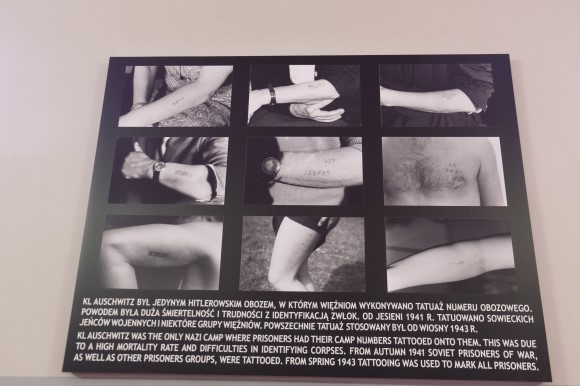 KL AUSCHWITZ BYŁ JEDYNYM HITLEROWSKIM OBOZEM, W KTÓRYM WIĘŹNIOM WYKONYWANO TATUAŻ NUMERU OBOZOWEGO.
POWODEM BYŁA DUŻA ŚMIERTELNOŚĆ I TRUDNOŚCI Z IDENTYFIKACJĄ ZWŁOK. OD JESIENI 1941 R. TATUOWANO SOWIECKICH
JEŃCÓW WOJENNYCH I NIEKTÓRE GRUPY WIĘŹNIÓW. POWSZECHNIE TATUAŻ STOSOWANY BYŁ OD WIOSNY 1943 R.
KL AUSCHWITZ WAS THE ONLY NAZI CAMP WHERE PRISONERS HAD THEIR CAMP NUMBERS TATTOOED ONTO THEM. THIS WAS DUE
TO A HIGH MORTALITY RATE AND DIFFICULTIES IN IDENTIFYING CORPSES. FROM AUTUMN 1941 SOVIET PRISONERS OF WAR,
AS WELL AS OTHER PRISONERS GROUPS, WERE TATTOOED. FROM SPRING 1943 TATTOOING WAS USED TO MARK ALL PRISONERS.